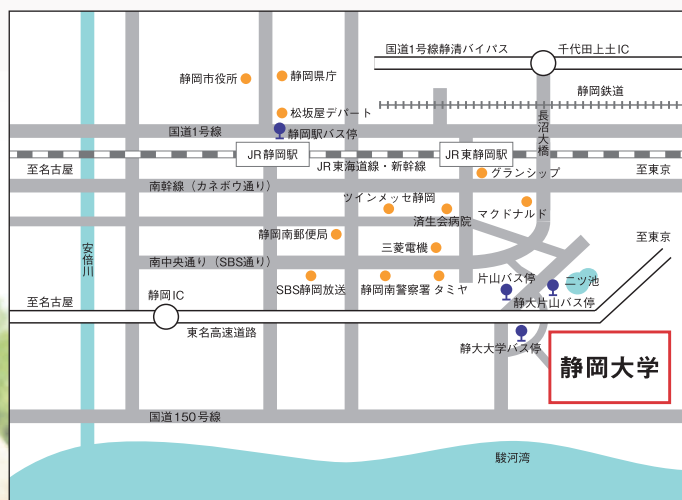 国道1号線静清バイパス
千代田上土IC
静岡市役所
静岡県庁
静岡鉄道
松坂屋デパート
長沼大橋
国道1号線
静岡駅バス停
JR静岡駅
JR東静岡駅
JR東海道線・新幹線
至名古屋
至東京
グランシップ
南幹線（カネボウ通り）
ツインメッセ静岡
済生会病院
マクドナルド
静岡南郵便局
三菱電機
至東京
安倍川
南中央通り（SBS通り）
SBS静岡放送
静岡南警察署
タミヤ
片山バス停
二ツ池
静大片山バス停
至名古屋
静岡IC
東名高速道路
静大大学バス停
静岡大学
国道150号線
駿河湾